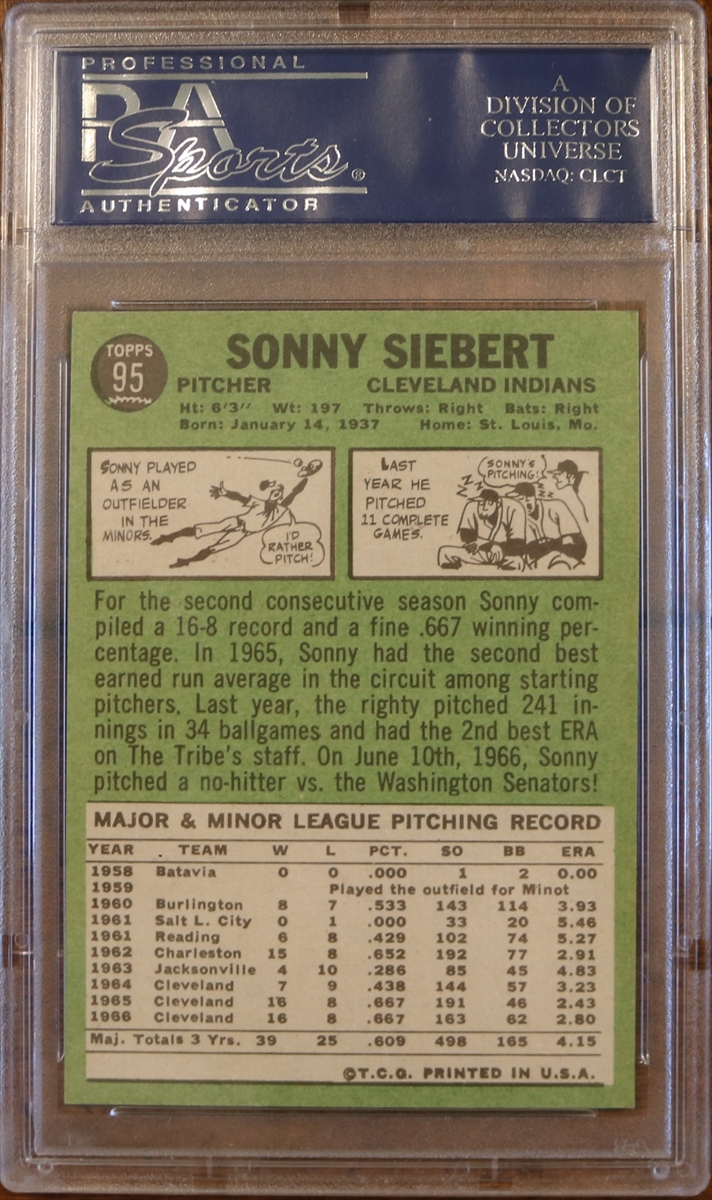 PROFESSIONAL
PSA
Sports®
AUTHENTICATOR
A
DIVISION OF
COLLECTORS
UNIVERSE
NASDAQ: CLCT
TOPPS
95
SONNY SIEBERT
PITCHER CLEVELAND INDIANS
Ht: 6'3" Wt: 197 Throws: Right Bats: Right
Born: January 14, 1937 Home: St. Louis, Mo.
SONNY PLAYED
AS AN
OUTFIELDER
IN THE
MINORS.
I'D
RATHER
PITCH!
LAST
YEAR HE
PITCHED
11 COMPLETE
GAMES.
SONNY'S
PITCHING!
ZZZ
ZZ
For the second consecutive season Sonny com-
piled a 16-8 record and a fine .667 winning per-
centage. In 1965, Sonny had the second best
earned run average in the circuit among starting
pitchers. Last year, the righty pitched 241 in-
nings in 34 ballgames and had the 2nd best ERA
on The Tribe's staff. On June 10th, 1966, Sonny
pitched a no-hitter vs. the Washington Senators!
MAJOR & MINOR LEAGUE PITCHING RECORD
YEAR TEAM W L PCT. SO BB ERA
1958 Batavia 0 0 .000 1 2 0.00
1959 Played the outfield for Minot
1960 Burlington 8 7 .533 143 114 3.93
1961 Salt L. City 0 1 .000 33 20 5.46
1961 Reading 6 8 .429 102 74 5.27
1962 Charleston 15 8 .652 192 77 2.91
1963 Jacksonville 4 10 .286 85 45 4.83
1964 Cleveland 7 9 .438 144 57 3.23
1965 Cleveland 16 8 .667 191 46 2.43
1966 Cleveland 16 8 .667 163 62 2.80
Maj. Totals 3 Yrs. 39 25 .609 498 165 4.15
©T.C.G. PRINTED IN U.S.A.